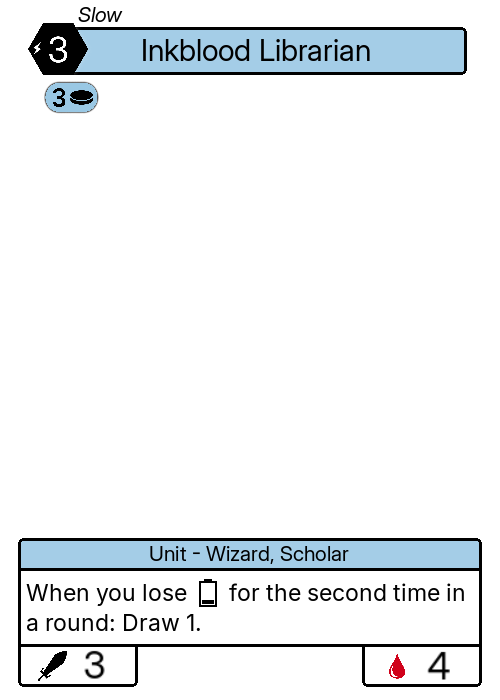 Slow
3 Inkblood Librarian
3
Unit - Wizard, Scholar
When you lose for the second time in
a round: Draw 1.
3 4